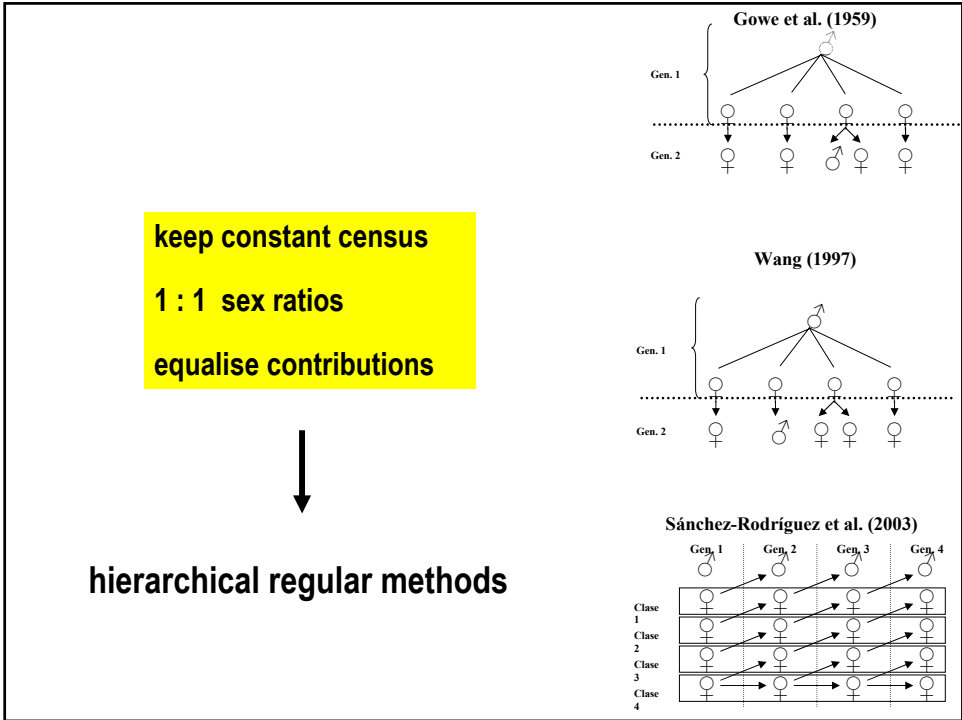 keep constant census
1 : 1 sex ratios
equalise contributions
hierarchical regular methods
Gowe et al. (1959)
Gen. 1
Gen. 2
Wang (1997)
Gen. 1
Gen. 2
Sánchez-Rodríguez et al. (2003)
Gen. 1 Gen. 2 Gen. 3 Gen. 4
Clase
1
Clase
2
Clase
3
Clase
4